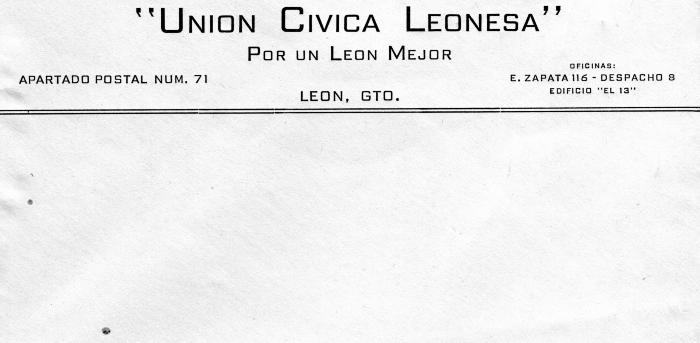 "UNION CIVICA LEONESA"
POR UN LEON MEJOR
APARTADO POSTAL NUM. 71
LEON, GTO.
OFICINAS:
E. ZAPATA 116 - DESPACHO 8
EDIFICIO "EL 13"